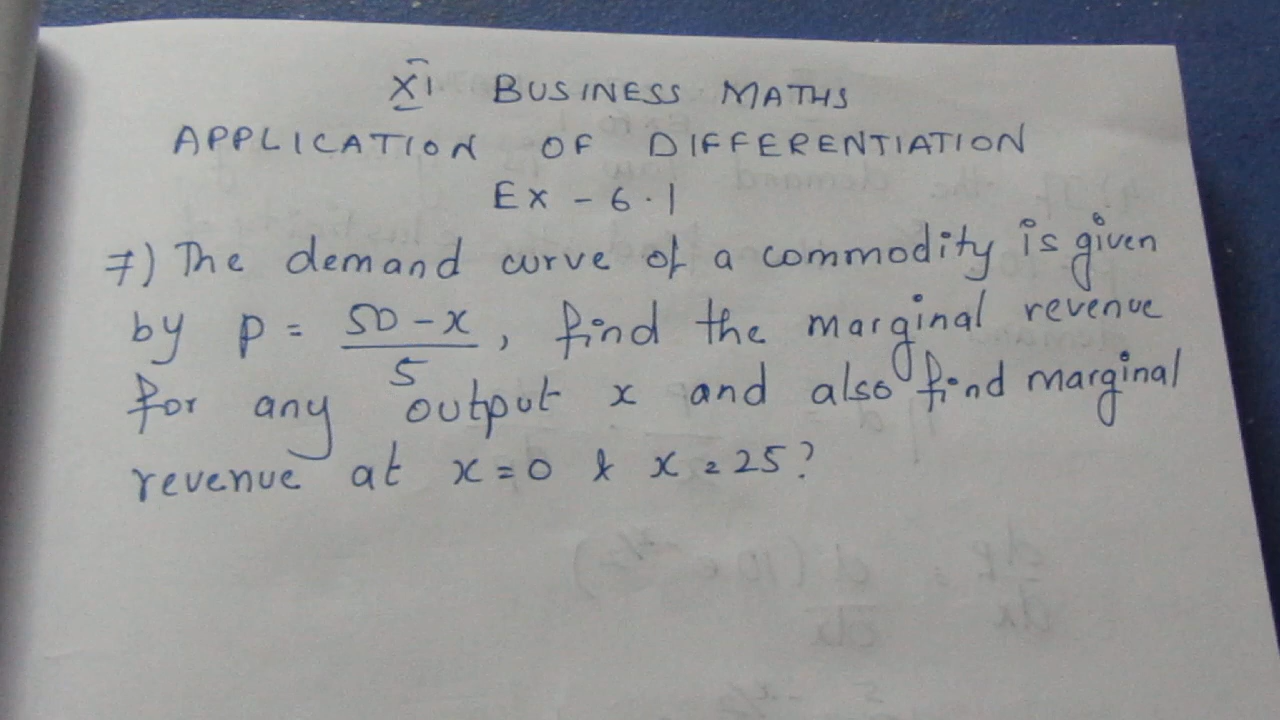 XI BUSINESS MATHS
APPLICATION OF DIFFERENTIATION
EX - 6.1
7) The demand curve of a commodity is given
by p = 50 - x / 5 , find the marginal revenue
for any output x and also find marginal
revenue at x = 0 & x = 25?